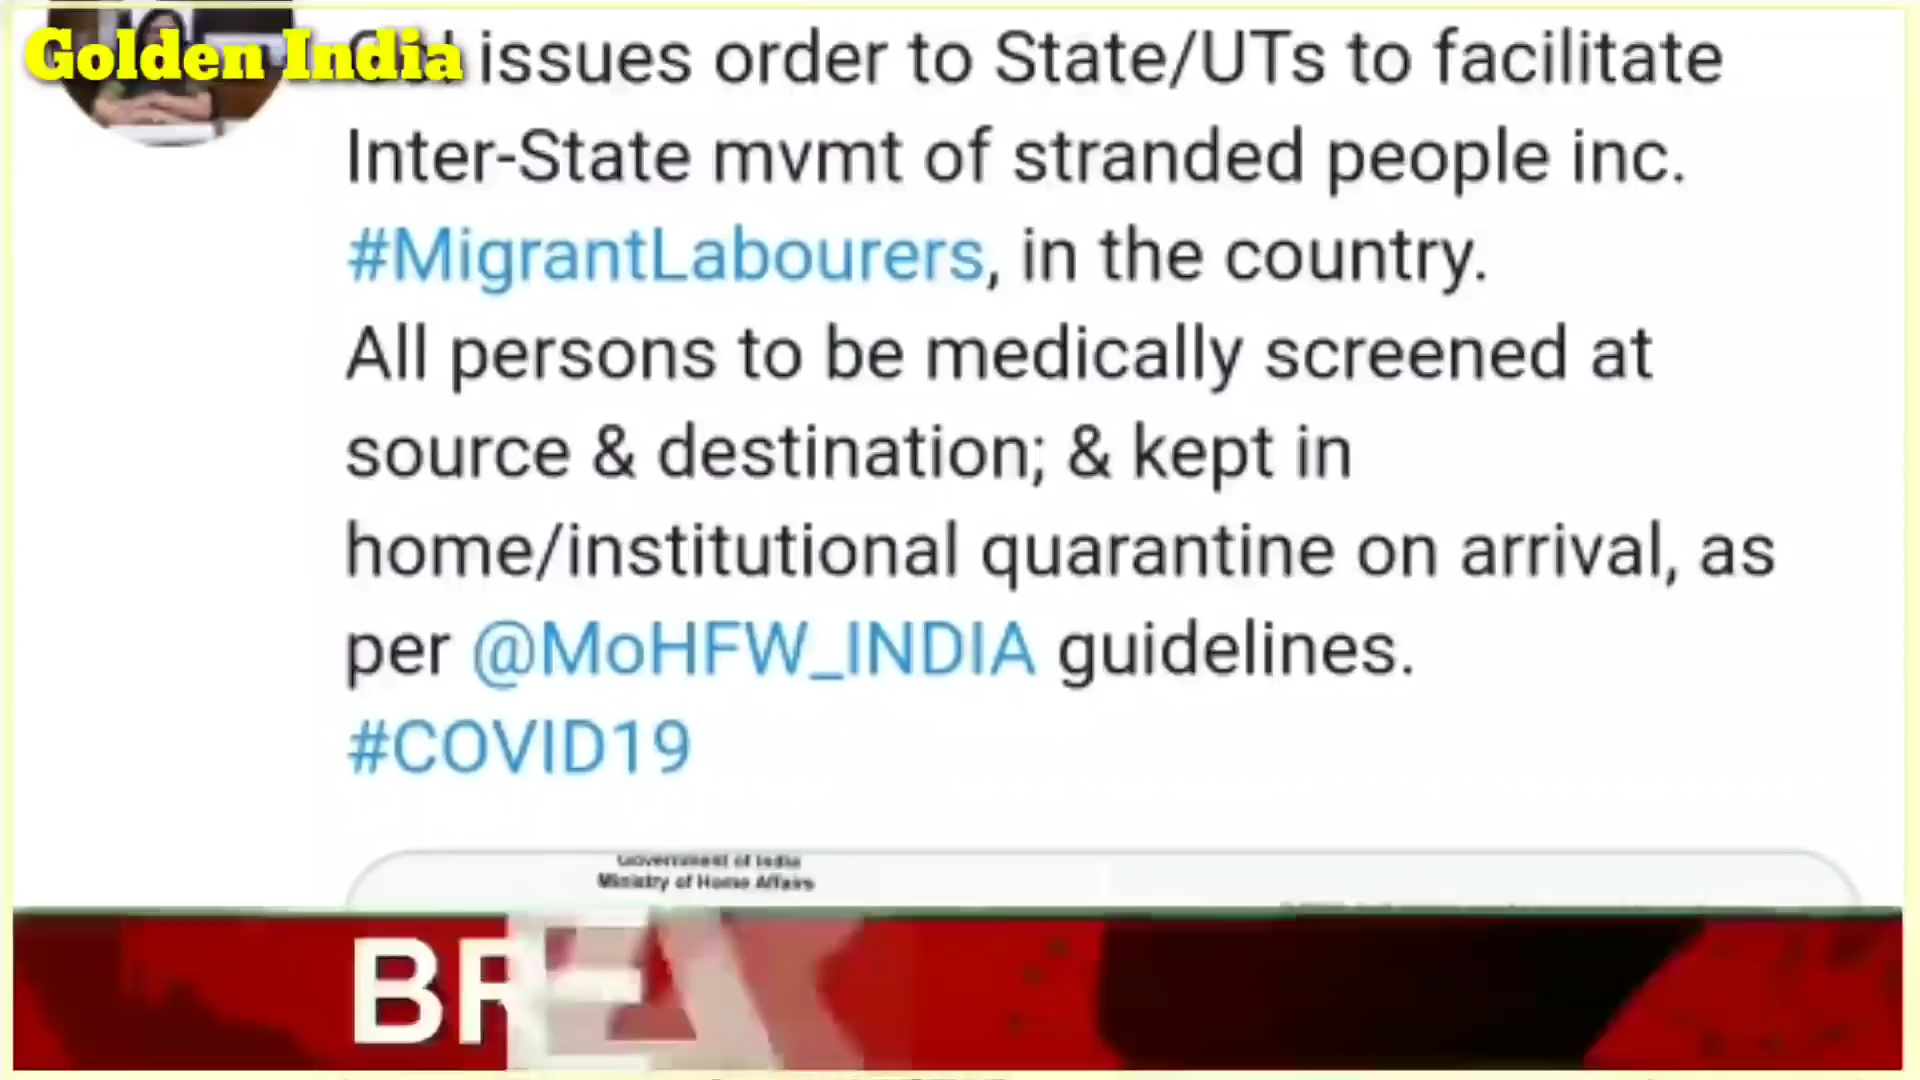 Golden India
issues order to State/UTs to facilitate
Inter-State mvmt of stranded people inc.
#MigrantLabourers, in the country.
All persons to be medically screened at
source & destination; & kept in
home/institutional quarantine on arrival, as
per @MoHFW_INDIA guidelines.
#COVID19
Government of India
Ministry of Home Affairs
BREAK